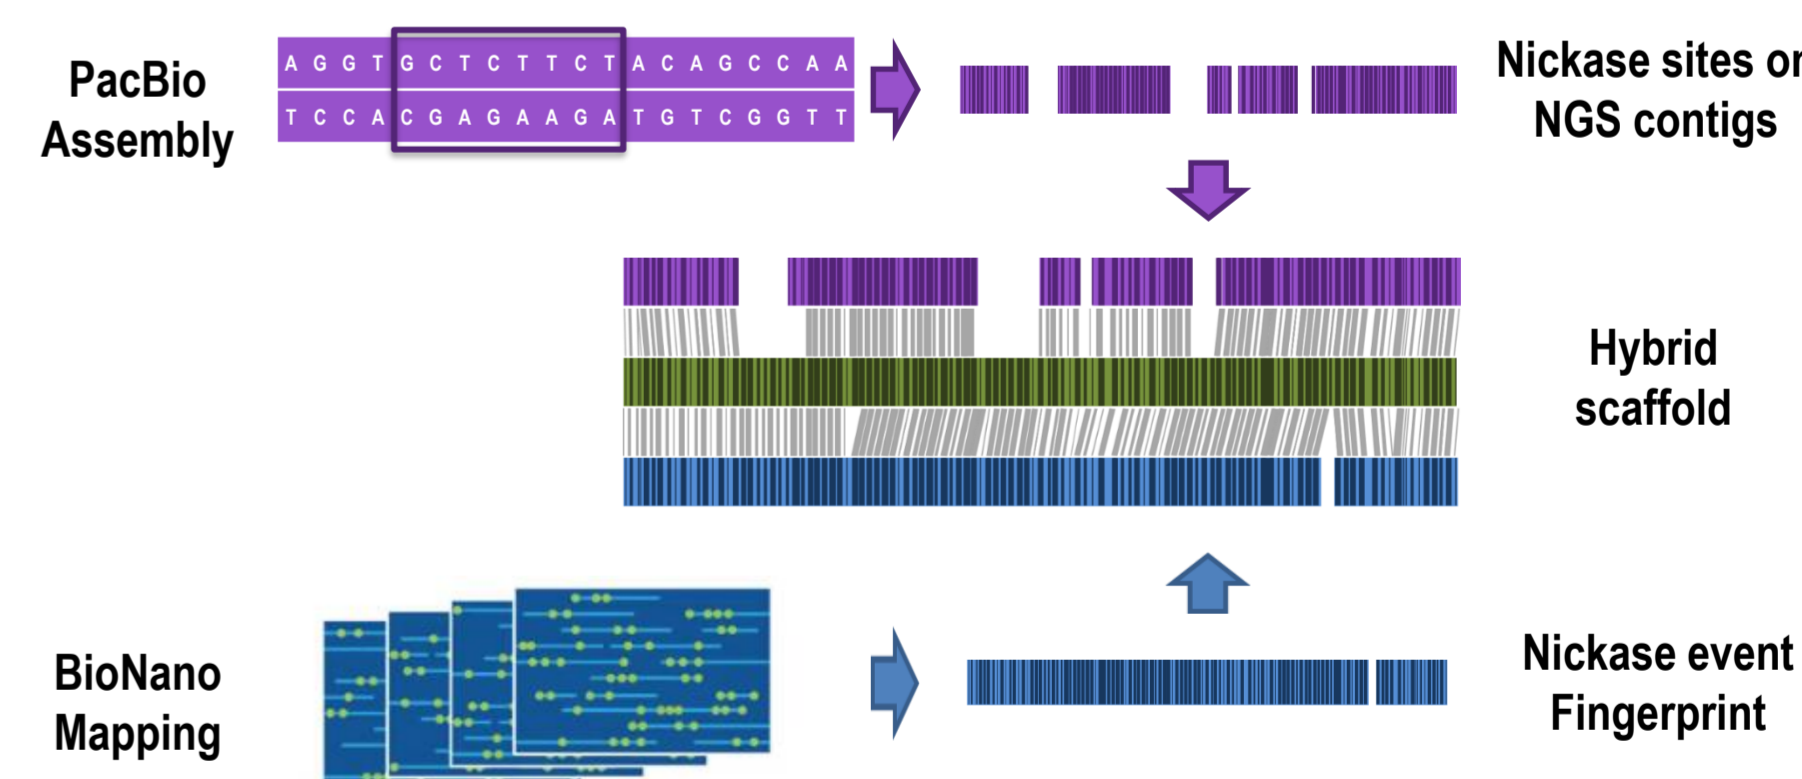 PacBio
Assembly
A G G T G C T C T T C T A C A G C C A A
T C C A C G A G A A G A T G T C G G T T
Nickase sites on
NGS contigs
Hybrid
scaffold
BioNano
Mapping
Nickase event
Fingerprint